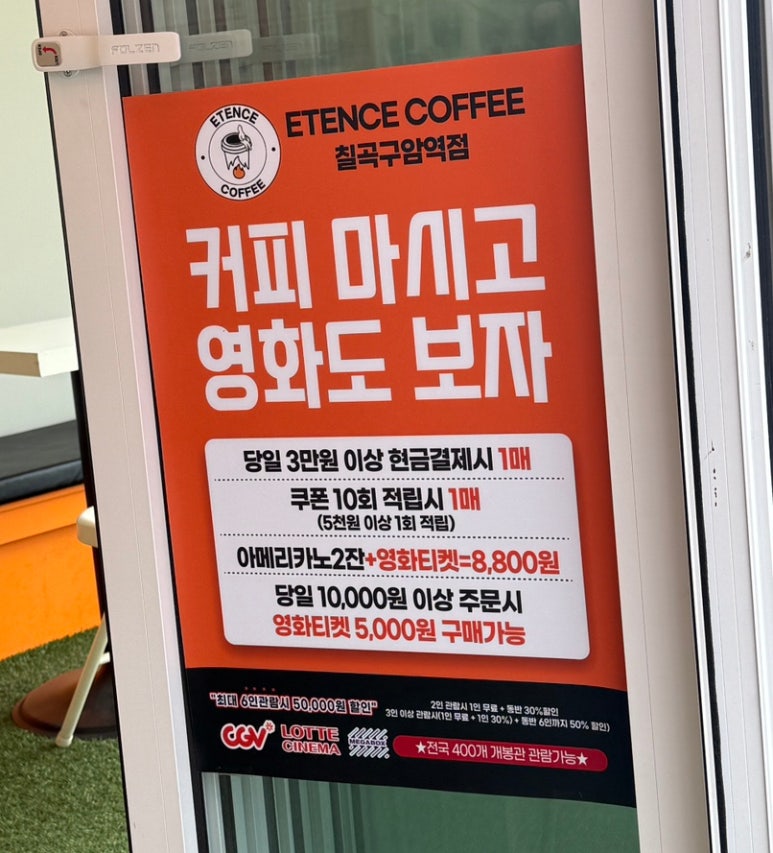 FOLZEN
ETENCE COFFEE
ETENCE COFFEE
칠곡구암역점
커피 마시고
영화도 보자
당일 3만원 이상 현금결제시 1매
쿠폰 10회 적립시 1매
(5천원 이상 1회 적립)
아메리카노2잔+영화티켓=8,800원
당일 10,000원 이상 주문시
영화티켓 5,000원 구매가능
"최대 6인관람시 50,000원 할인"
2인 관람시 1인 무료 + 동반 30%할인
3인 이상 관람시(1인 무료 + 1인 30%) + 동반 6인까지 50% 할인)
CGV LOTTE CINEMA MEGABOX
★전국 400개 개봉관 관람가능★